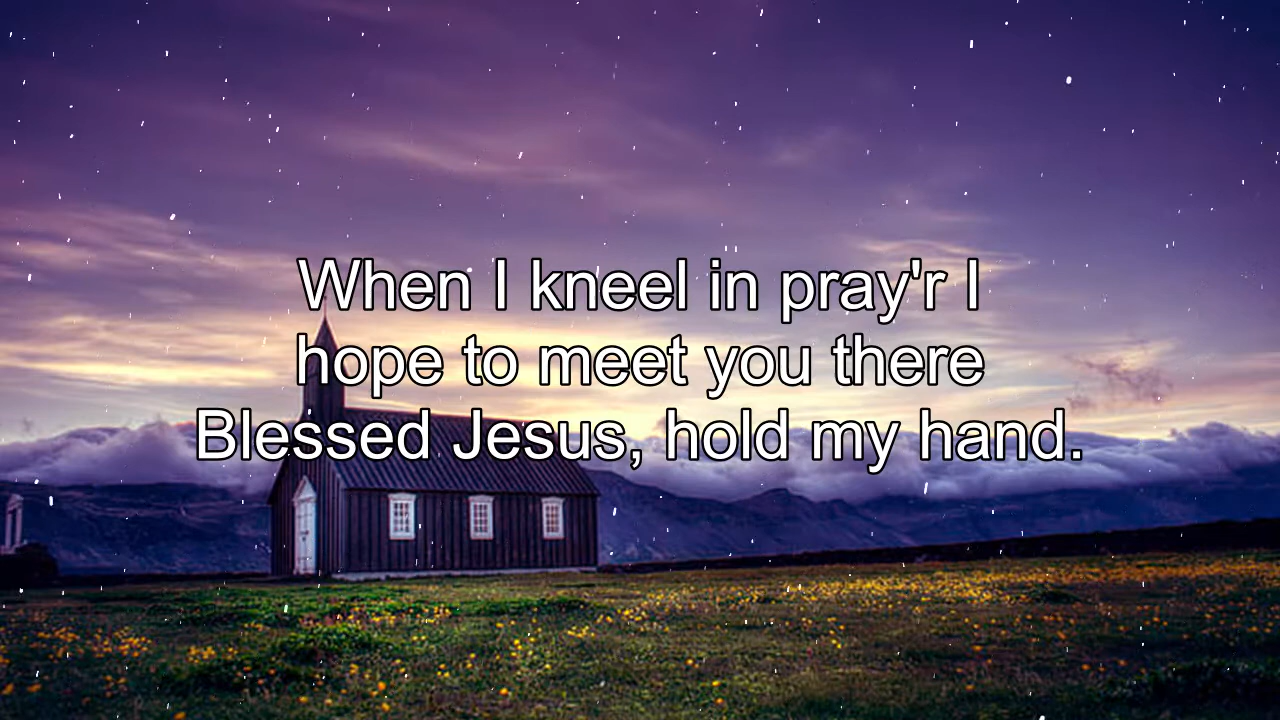 When I kneel in pray'r I
hope to meet you there
Blessed Jesus, hold my hand.